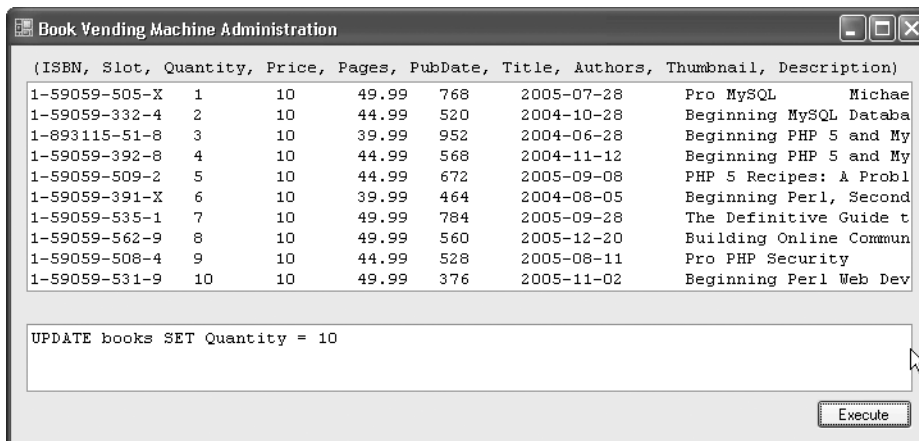 Book Vending Machine Administration
(ISBN, Slot, Quantity, Price, Pages, PubDate, Title, Authors, Thumbnail, Description)
1-59059-505-X 1 10 49.99 768 2005-07-28 Pro MySQL Michae
1-59059-332-4 2 10 44.99 520 2004-10-28 Beginning MySQL Databa
1-893115-51-8 3 10 39.99 952 2004-06-28 Beginning PHP 5 and My
1-59059-392-8 4 10 44.99 568 2004-11-12 Beginning PHP 5 and My
1-59059-509-2 5 10 44.99 672 2005-09-08 PHP 5 Recipes: A Probl
1-59059-391-X 6 10 39.99 464 2004-08-05 Beginning Perl, Second
1-59059-535-1 7 10 49.99 784 2005-09-28 The Definitive Guide t
1-59059-562-9 8 10 49.99 560 2005-12-20 Building Online Commun
1-59059-508-4 9 10 44.99 528 2005-08-11 Pro PHP Security
1-59059-531-9 10 10 49.99 376 2005-11-02 Beginning Perl Web Dev
UPDATE books SET Quantity = 10
Execute